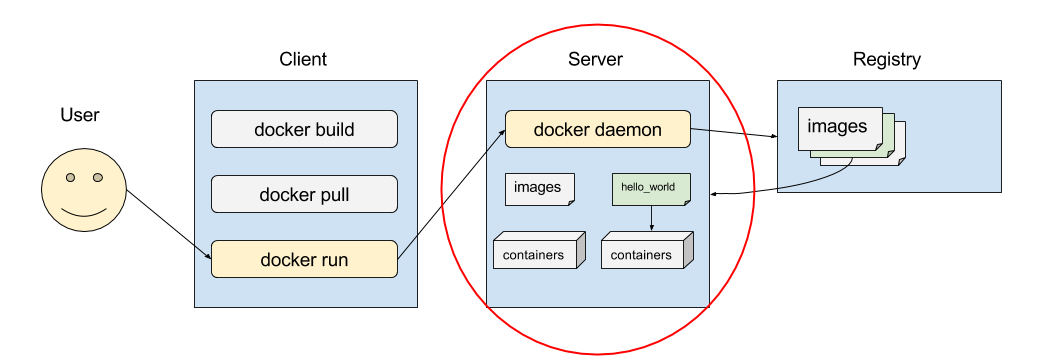 User
Client
docker build
docker pull
docker run
Server
docker daemon
images
hello_world
containers
containers
Registry
images